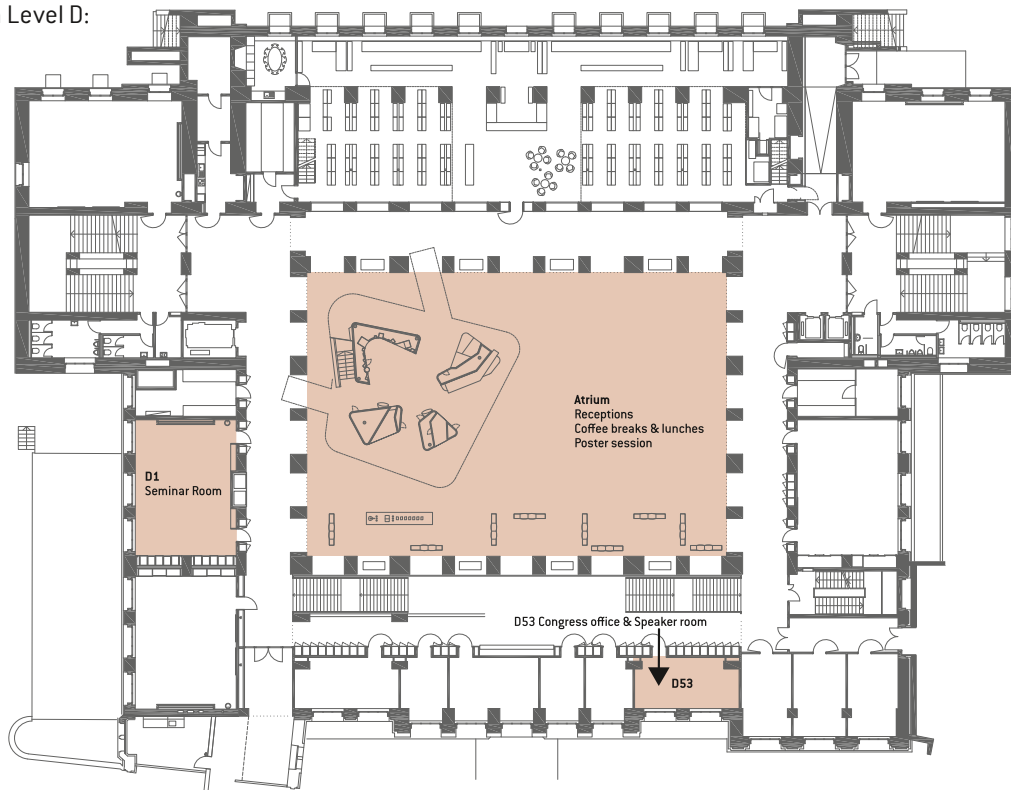 Level D:
Atrium
Receptions
Coffee breaks & lunches
Poster session
D1
Seminar Room
D53 Congress office & Speaker room
D53